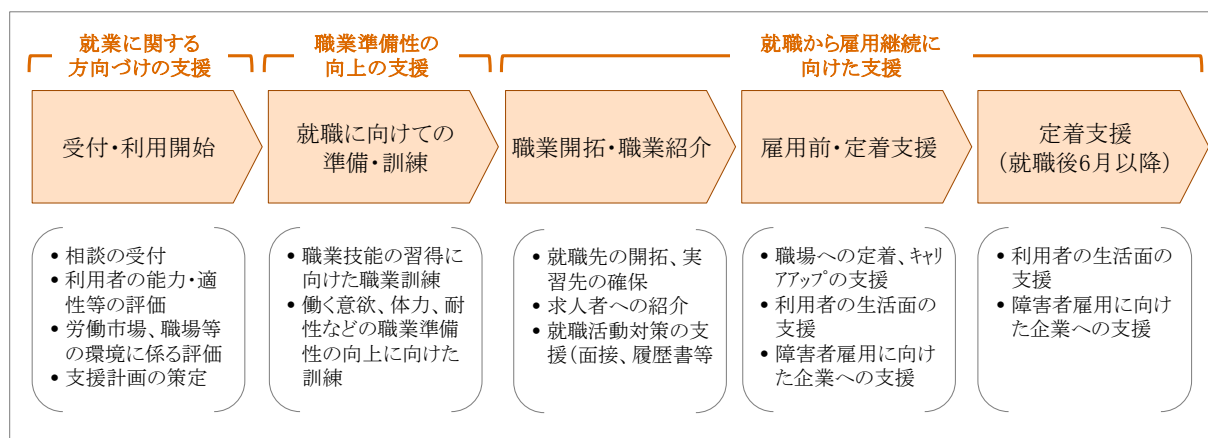 就業に関する
方向づけの支援
職業準備性の
向上の支援
就職から雇用継続に
向けた支援
受付・利用開始
就職に向けての
準備・訓練
職業開拓・職業紹介
雇用前・定着支援
定着支援
(就職後6月以降)
• 相談の受付
• 利用者の能力・適
性等の評価
• 労働市場、職場等
の環境に係る評価
• 支援計画の策定
• 職業技能の習得に
向けた職業訓練
• 働く意欲、体力、耐
性などの職業準備
性の向上に向けた
訓練
• 就職先の開拓、実
習先の確保
• 求人者への紹介
• 就職活動対策の支
援(面接、履歴書等
• 職場への定着、ｷｬﾘ
ｱｱｯﾌﾟの支援
• 利用者の生活面の
支援
• 障害者雇用に向け
た企業への支援
• 利用者の生活面の
支援
• 障害者雇用に向け
た企業への支援